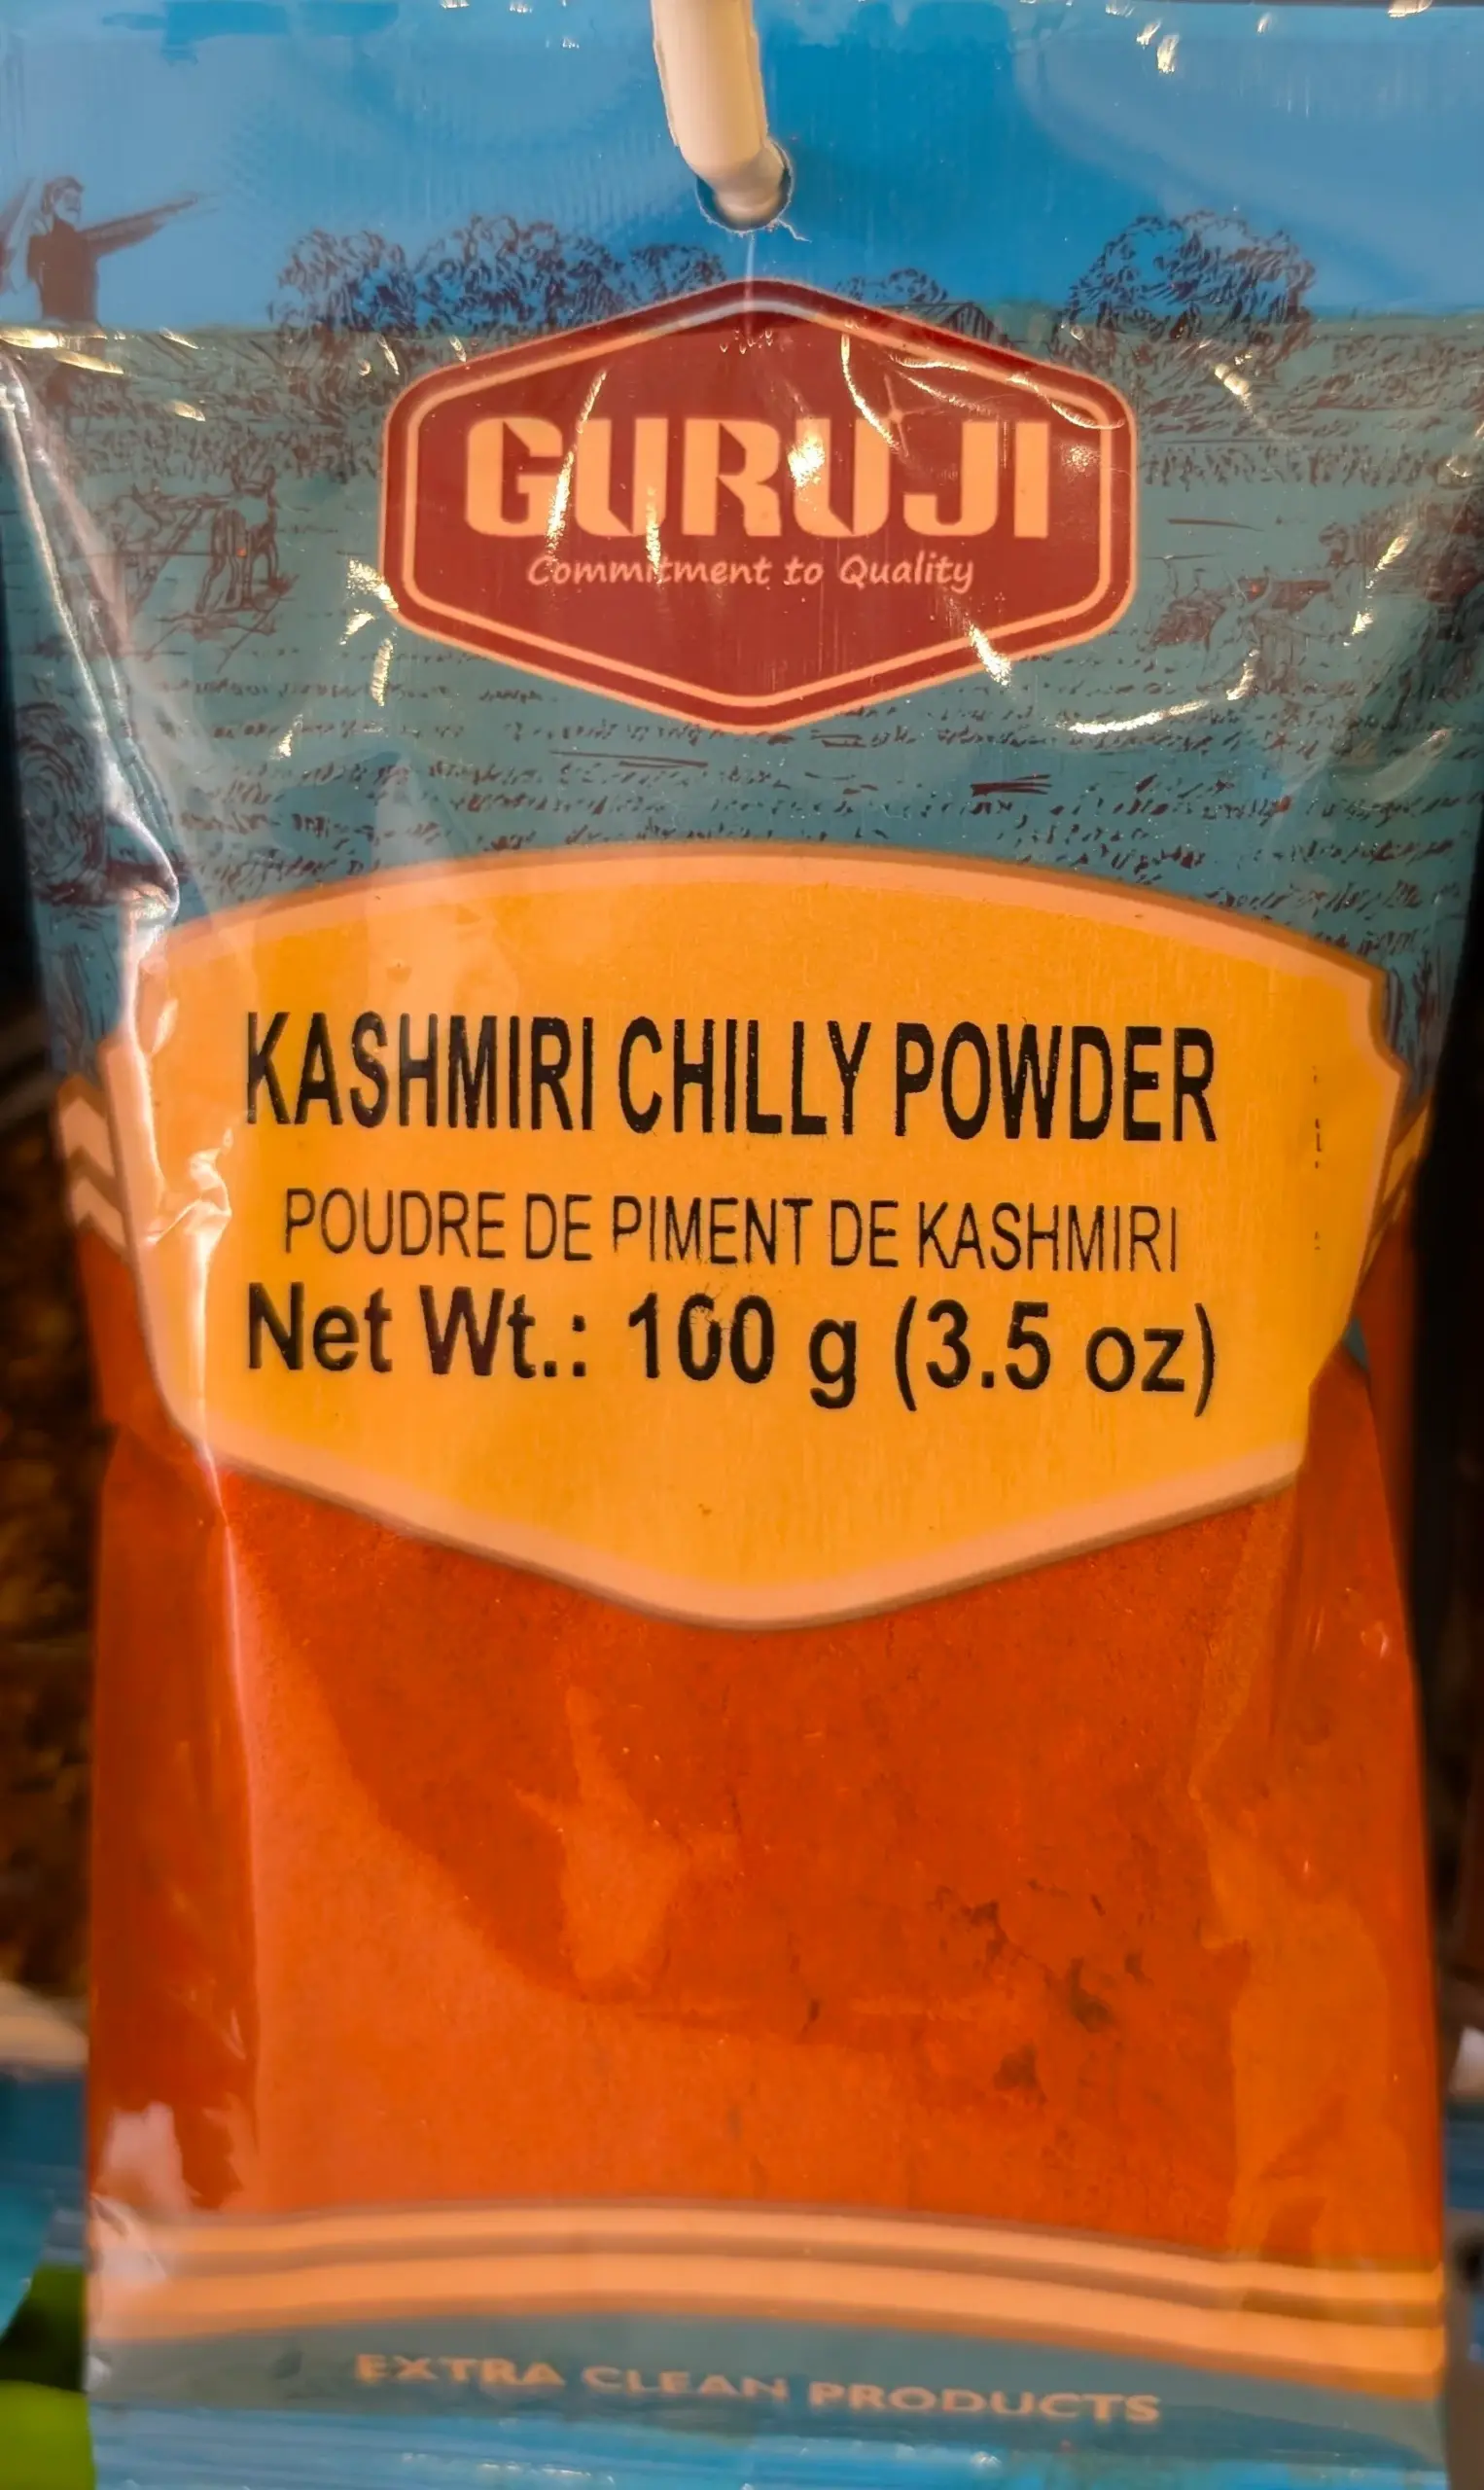 GURUJI
Commitment to Quality
KASHMIRI CHILLY POWDER
POUDRE DE PIMENT DE KASHMIRI
Net Wt.: 100 g (3.5 oz)
EXTRA CLEAN PRODUCTS